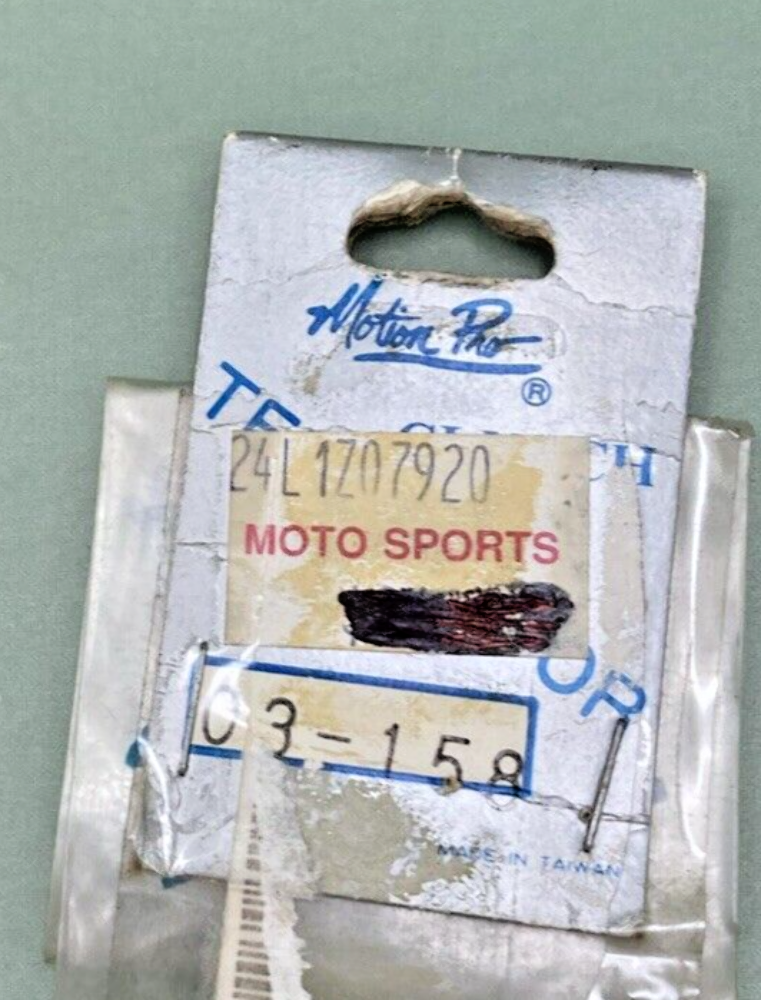 Motion Pro
®
24L1Z07920
MOTO SPORTS
03-158
MADE IN TAIWAN